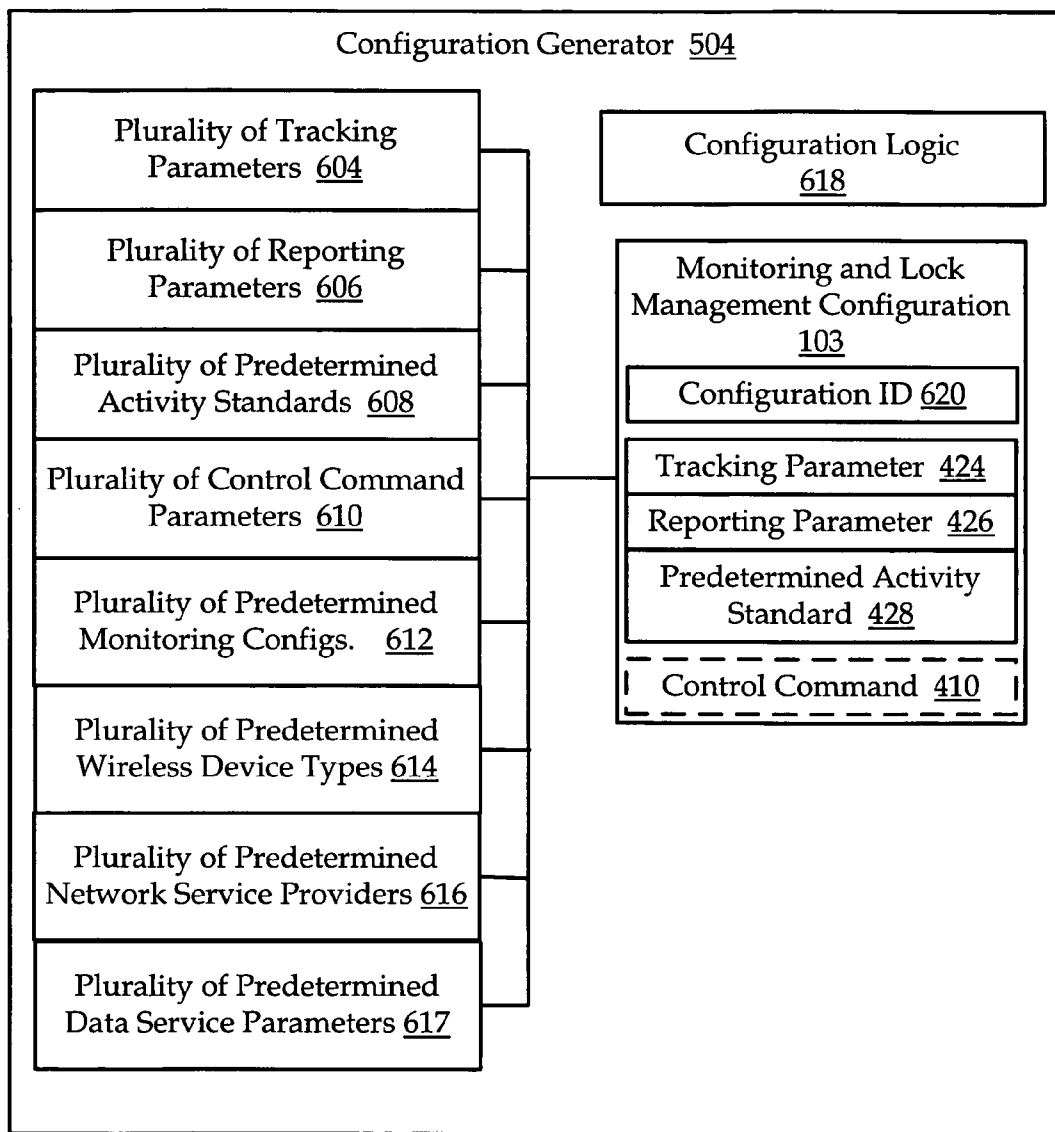 Configuration Generator 504
Plurality of Tracking
Parameters 604
Plurality of Reporting
Parameters 606
Plurality of Predetermined
Activity Standards 608
Plurality of Control Command
Parameters 610
Plurality of Predetermined
Monitoring Configs. 612
Plurality of Predetermined
Wireless Device Types 614
Plurality of Predetermined
Network Service Providers 616
Plurality of Predetermined
Data Service Parameters 617
Configuration Logic
618
Monitoring and Lock
Management Configuration
103
Configuration ID 620
Tracking Parameter 424
Reporting Parameter 426
Predetermined Activity
Standard 428
Control Command 410